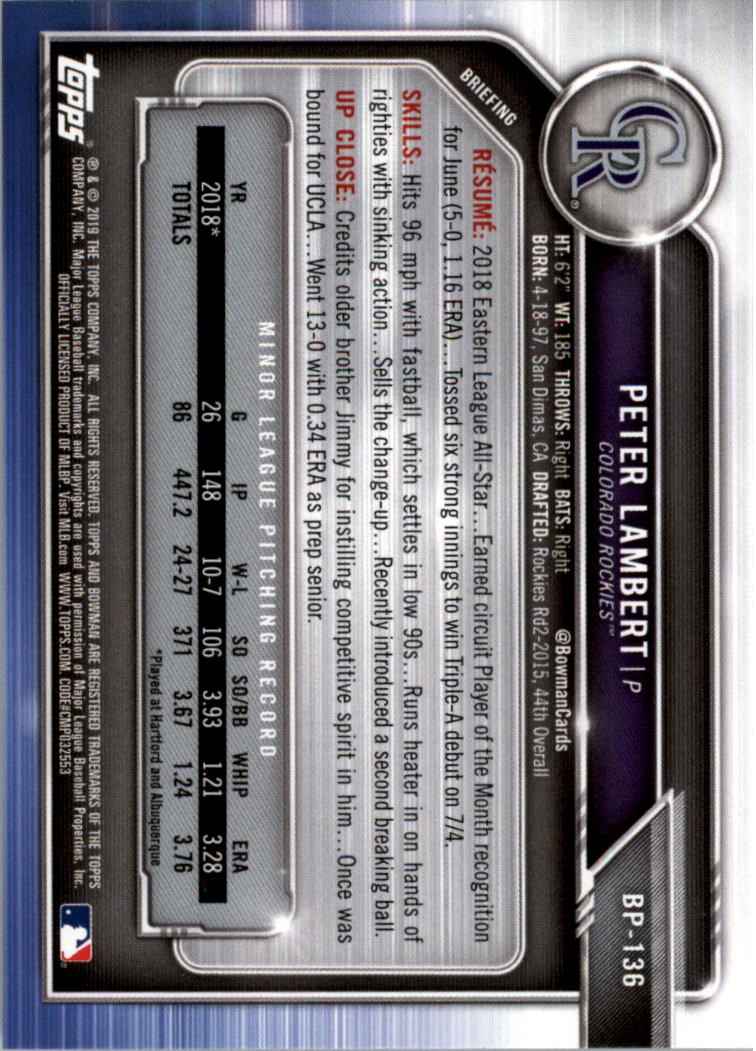 BP-136
PETER LAMBERT | P
COLORADO ROCKIES™
CR®
HT: 6'2" WT: 185 THROWS: Right BATS: Right @BowmanCards
BORN: 4-18-97, San Dimas, CA DRAFTED: Rockies Rd2-2015, 44th Overall
BRIEFING
RÉSUMÉ: 2018 Eastern League All-Star...Earned circuit Player of the Month recognition
for June (5-0, 1.16 ERA)...Tossed six strong innings to win Triple-A debut on 7/4.
SKILLS: Hits 96 mph with fastball, which settles in low 90s...Runs heater in on hands of
righties with sinking action...Sells the change-up...Recently introduced a second breaking ball.
UP CLOSE: Credits older brother Jimmy for instilling competitive spirit in him...Once was
bound for UCLA...Went 13-0 with 0.34 ERA as prep senior.
MINOR LEAGUE PITCHING RECORD
YR G IP W-L SO SO/BB WHIP ERA
2018* 26 148 10-7 106 3.93 1.21 3.28
TOTALS 86 447.2 24-27 371 3.67 1.24 3.76
*Played at Hartford and Albuquerque
topps®
® & © 2019 THE TOPPS COMPANY, INC. ALL RIGHTS RESERVED. TOPPS AND BOWMAN ARE REGISTERED TRADEMARKS OF THE TOPPS
COMPANY, INC. Major League Baseball trademarks and copyrights are used with permission of Major League Baseball Properties, Inc.
OFFICIALLY LICENSED PRODUCT OF MLBP, Visit MLB.com WWW.TOPPS.COM. CODE#CMPD32553